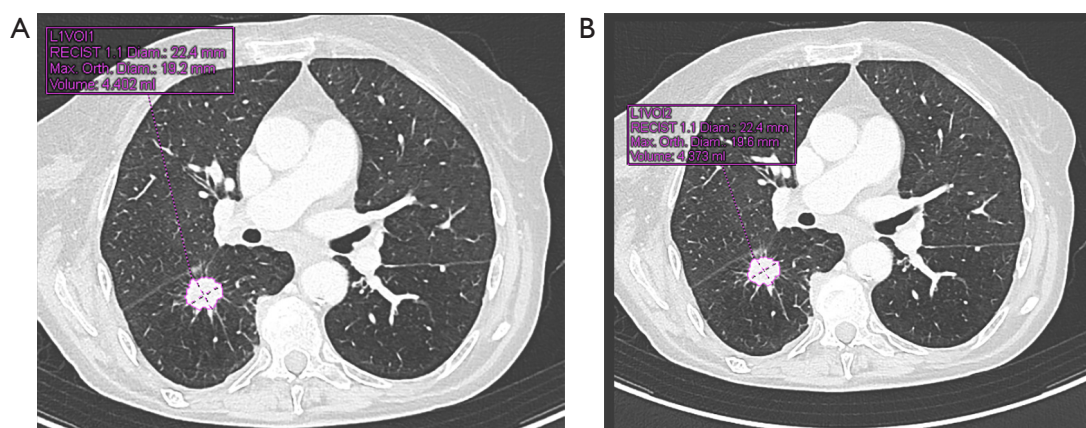 A
L1VOI1
RECIST 1.1 Diam.: 22.4 mm
Max. Orth. Diam.: 19.2 mm
Volume: 4.402 ml
B
L1VOI2
RECIST 1.1 Diam.: 22.4 mm
Max. Orth. Diam.: 19.6 mm
Volume: 4.373 ml